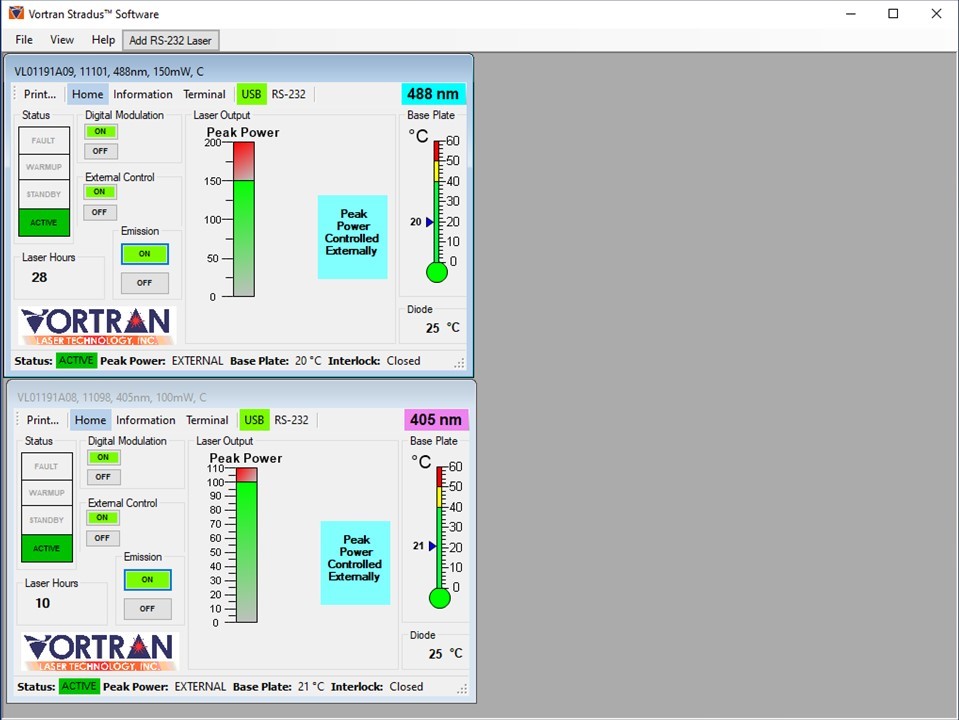 Vortran Stradus™ Software
File View Help Add RS-232 Laser
VL01191A09, 11101, 488nm, 150mW, C
Print... Home Information Terminal USB RS-232 488 nm
Status
FAULT
WARMUP
STANDBY
ACTIVE
Digital Modulation
ON
OFF
External Control
ON
OFF
Emission
ON
OFF
Laser Hours
28
VORTRAN
LASER TECHNOLOGY, INC.
Laser Output
Peak Power
200
150
100
50
0
Peak
Power
Controlled
Externally
Base Plate
°C
60
50
40
30
20
10
0
20
Diode
25 °C
Status: ACTIVE Peak Power: EXTERNAL Base Plate: 20 °C Interlock: Closed
VL01191A08, 11098, 405nm, 100mW, C
Print... Home Information Terminal USB RS-232 405 nm
Status
FAULT
WARMUP
STANDBY
ACTIVE
Digital Modulation
ON
OFF
External Control
ON
OFF
Emission
ON
OFF
Laser Hours
10
VORTRAN
LASER TECHNOLOGY, INC.
Laser Output
Peak Power
110
100
90
80
70
60
50
40
30
20
10
0
Peak
Power
Controlled
Externally
Base Plate
°C
60
50
40
30
20
10
0
21
Diode
25 °C
Status: ACTIVE Peak Power: EXTERNAL Base Plate: 21 °C Interlock: Closed